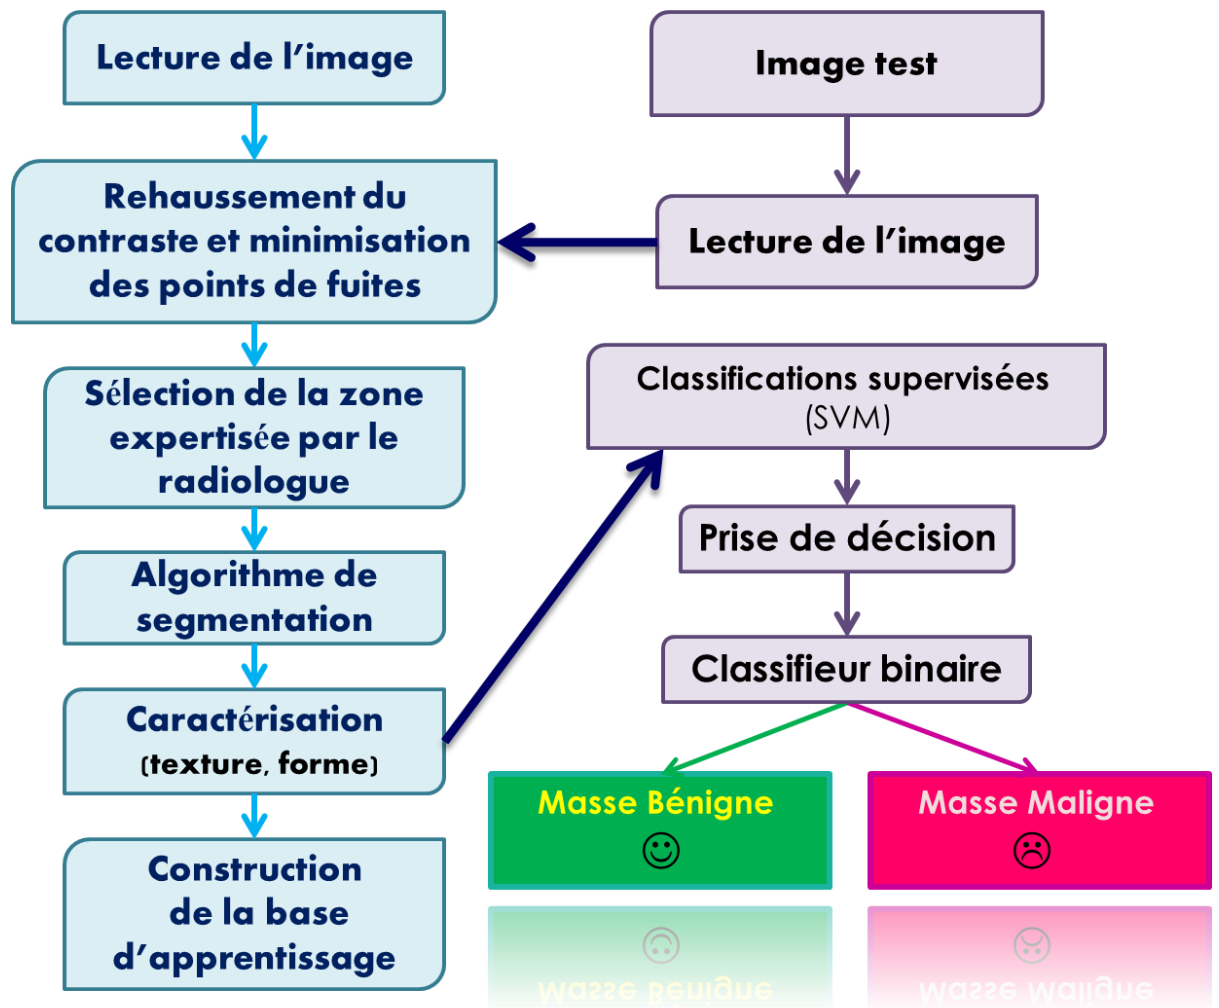 Lecture de l’image
Rehaussement du
contraste et minimisation
des points de fuites
Sélection de la zone
expertisée par le
radiologue
Algorithme de
segmentation
Caractérisation
(texture, forme)
Construction
de la base
d’apprentissage
Image test
Lecture de l’image
Classifications supervisées
(SVM)
Prise de décision
Classifieur binaire
Masse Bénigne
Masse Maligne